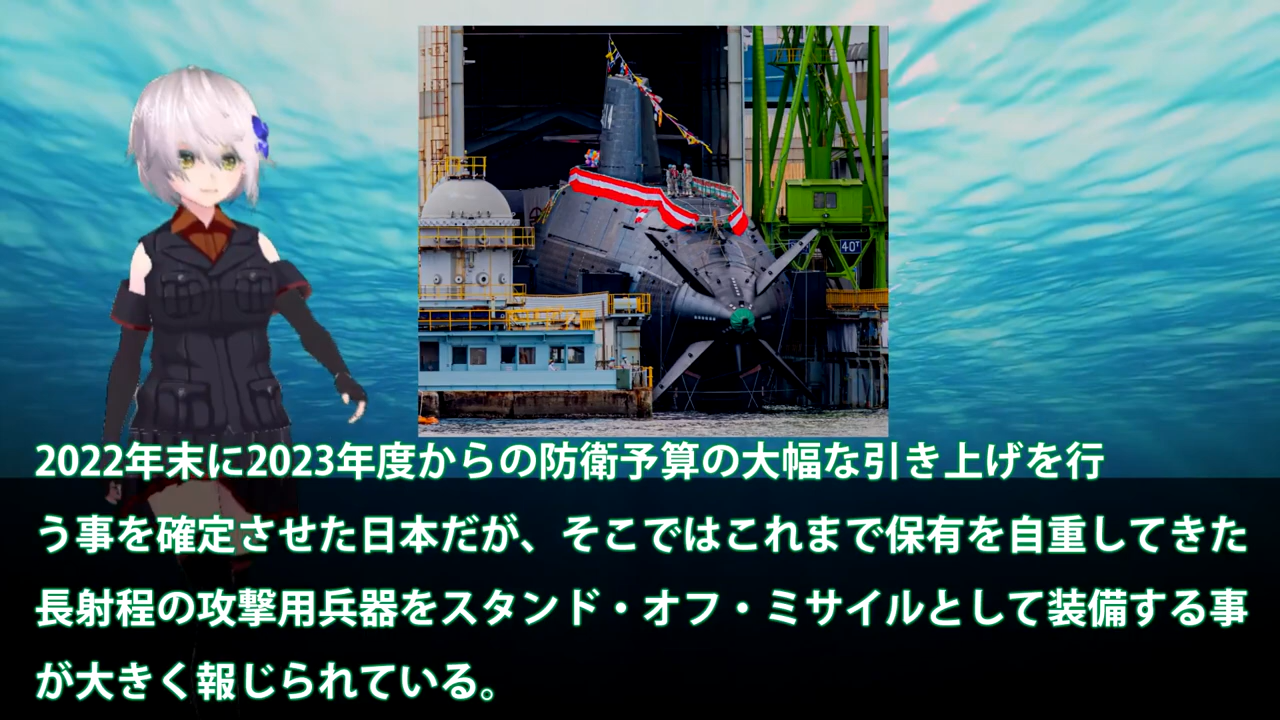 40T
2022年末に2023年度からの防衛予算の大幅な引き上げを行
う事を確定させた日本だが、そこではこれまで保有を自重してきた
長射程の攻撃用兵器をスタンド・オフ・ミサイルとして装備する事
が大きく報じられている。